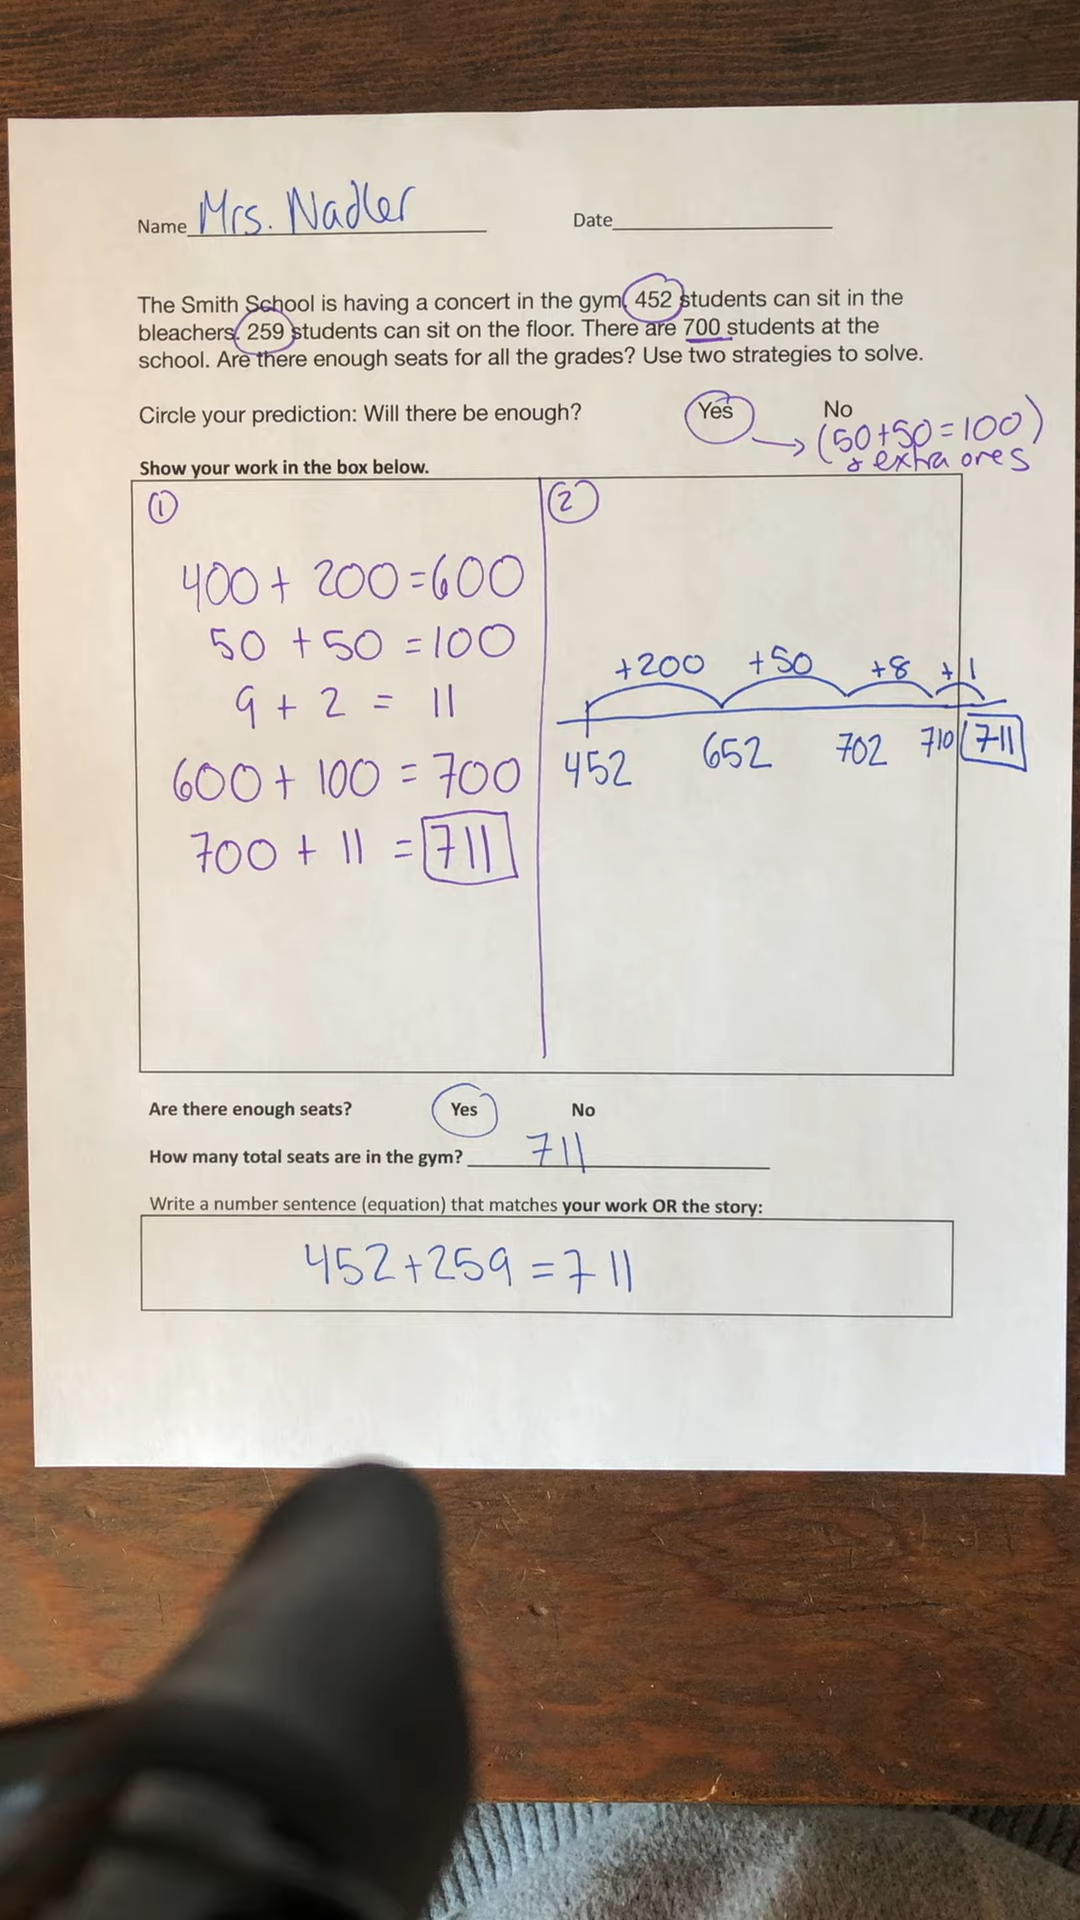 Name Mrs. Nadler Date
The Smith School is having a concert in the gym. 452 students can sit in the
bleachers. 259 students can sit on the floor. There are 700 students at the
school. Are there enough seats for all the grades? Use two strategies to solve.
Circle your prediction: Will there be enough? Yes No
(50+50=100)
& extra ones
Show your work in the box below.
1
400 + 200 = 600
50 + 50 = 100
9 + 2 = 11
600 + 100 = 700
700 + 11 = 711
2
+200 +50 +8 +1
452 652 702 710 711
Are there enough seats? Yes No
How many total seats are in the gym? 711
Write a number sentence (equation) that matches your work OR the story:
452+259=711